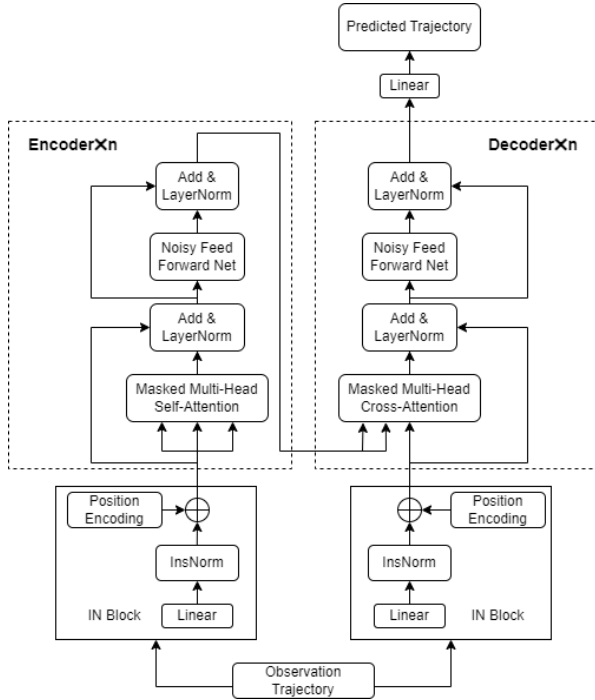 Predicted Trajectory
Linear
Encoder×n
Decoder×n
Add &
LayerNorm
Add &
LayerNorm
Noisy Feed
Forward Net
Noisy Feed
Forward Net
Add &
LayerNorm
Add &
LayerNorm
Masked Multi-Head
Self-Attention
Masked Multi-Head
Cross-Attention
Position
Encoding
Position
Encoding
InsNorm
InsNorm
IN Block
Linear
Linear
IN Block
Observation
Trajectory